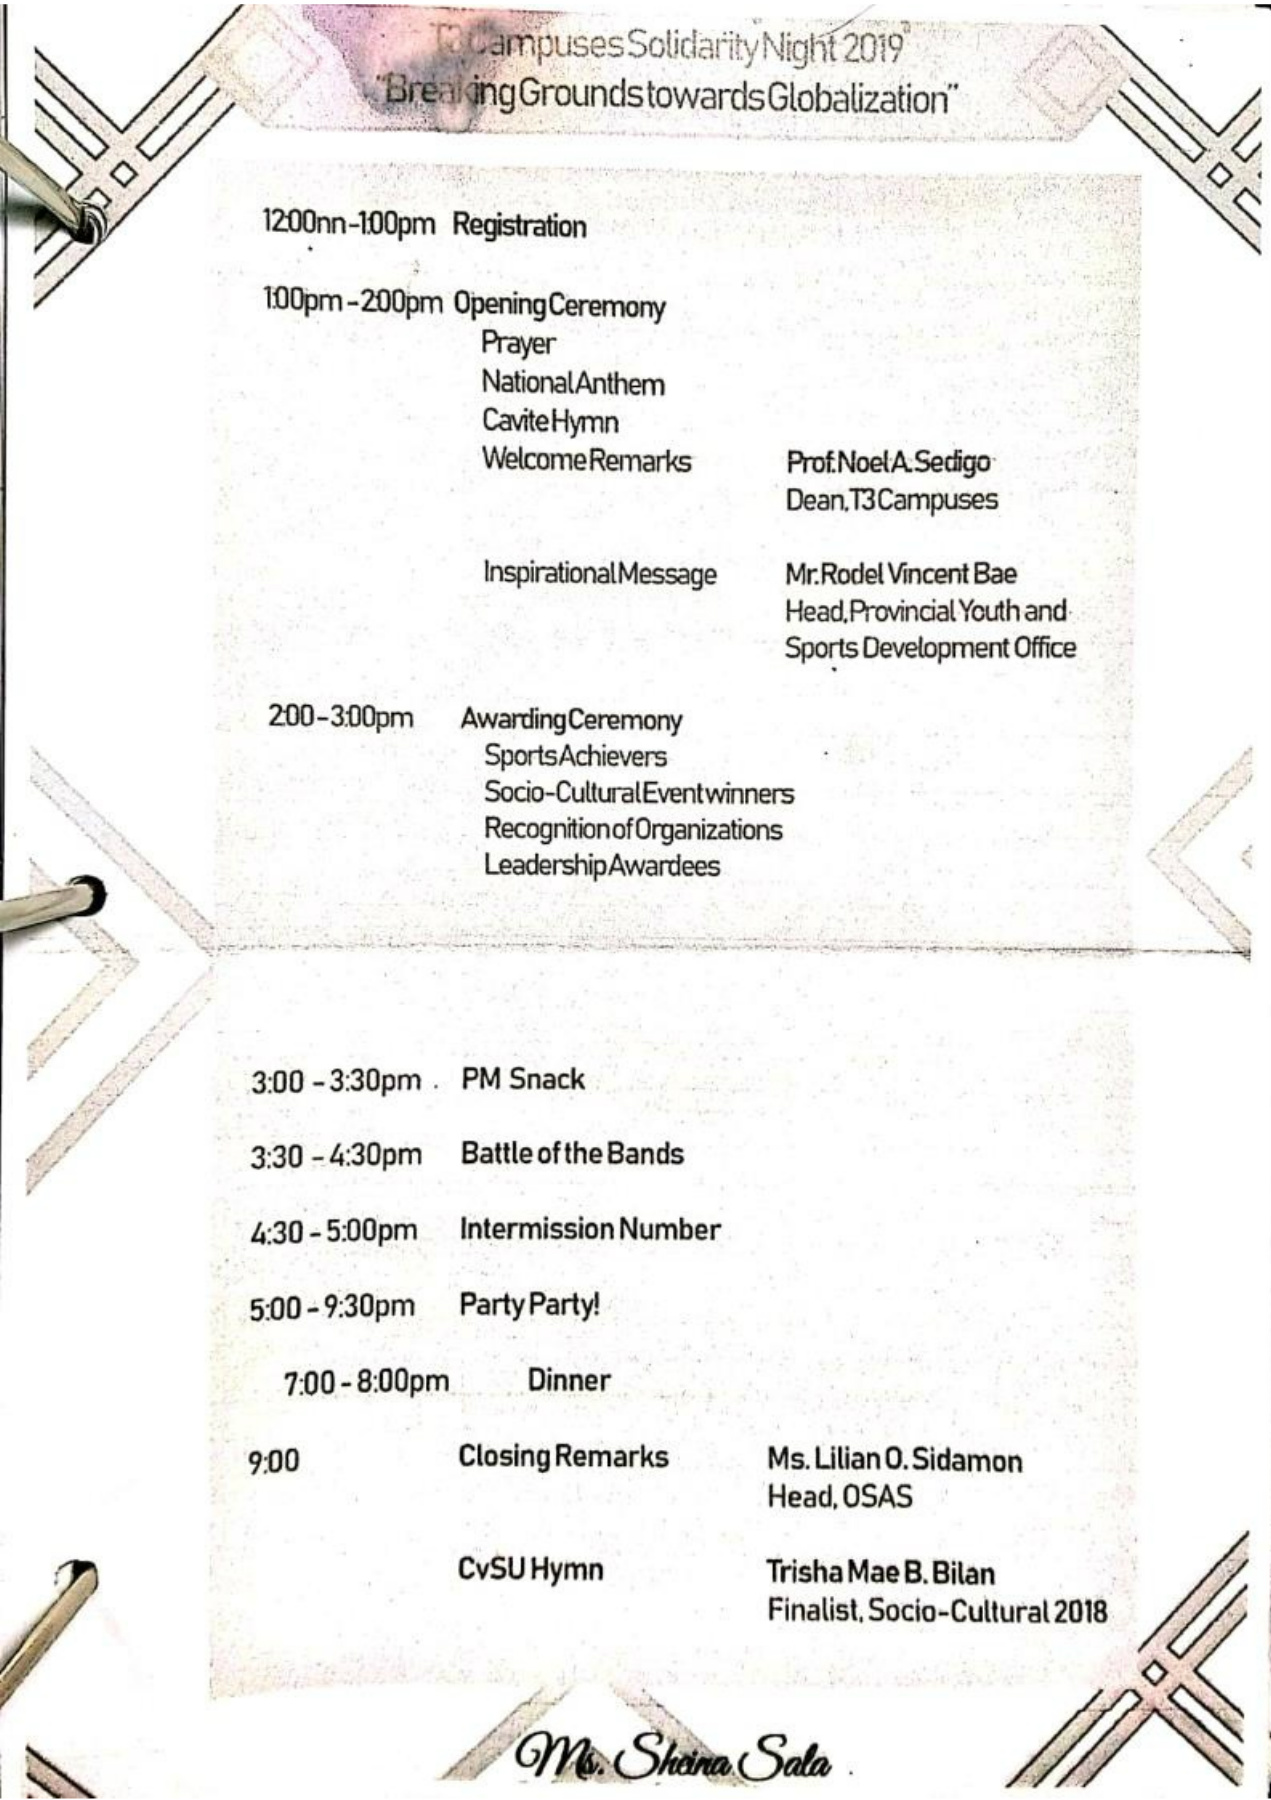 T3 Campuses Solidarity Night 2019
"Breaking Grounds towards Globalization"
12:00nn-1:00pm Registration
1:00pm - 2:00pm Opening Ceremony
Prayer
National Anthem
Cavite Hymn
Welcome Remarks Prof. Noel A. Sedigo
Dean, T3 Campuses
Inspirational Message Mr. Rodel Vincent Bae
Head, Provincial Youth and
Sports Development Office
2:00 - 3:00pm Awarding Ceremony
Sports Achievers
Socio-Cultural Event winners
Recognition of Organizations
Leadership Awardees
3:00 - 3:30pm PM Snack
3:30 - 4:30pm Battle of the Bands
4:30 - 5:00pm Intermission Number
5:00 - 9:30pm Party Party!
7:00 - 8:00pm Dinner
9:00 Closing Remarks Ms. Lilian O. Sidamon
Head, OSAS
CvSU Hymn Trisha Mae B. Bilan
Finalist, Socio-Cultural 2018
Ms. Sheina Sala